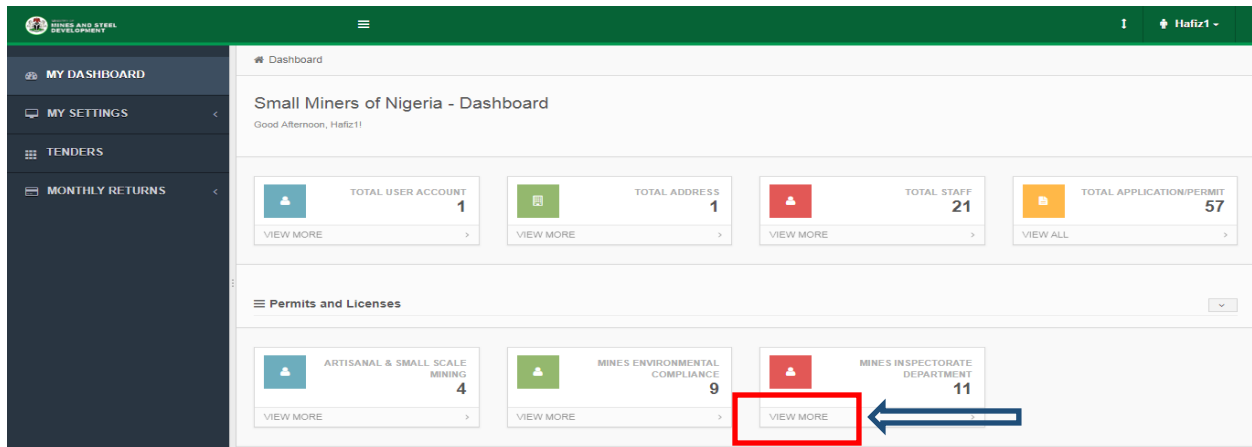 MINES AND STEEL
DEVELOPMENT
Hafiz1
MY DASHBOARD
MY SETTINGS
TENDERS
MONTHLY RETURNS
Dashboard
Small Miners of Nigeria - Dashboard
Good Afternoon, Hafiz1!
TOTAL USER ACCOUNT
1
VIEW MORE
TOTAL ADDRESS
1
VIEW MORE
TOTAL STAFF
21
VIEW MORE
TOTAL APPLICATION/PERMIT
57
VIEW ALL
Permits and Licenses
ARTISANAL & SMALL SCALE
MINING
4
VIEW MORE
MINES ENVIRONMENTAL
COMPLIANCE
9
VIEW MORE
MINES INSPECTORATE
DEPARTMENT
11
VIEW MORE